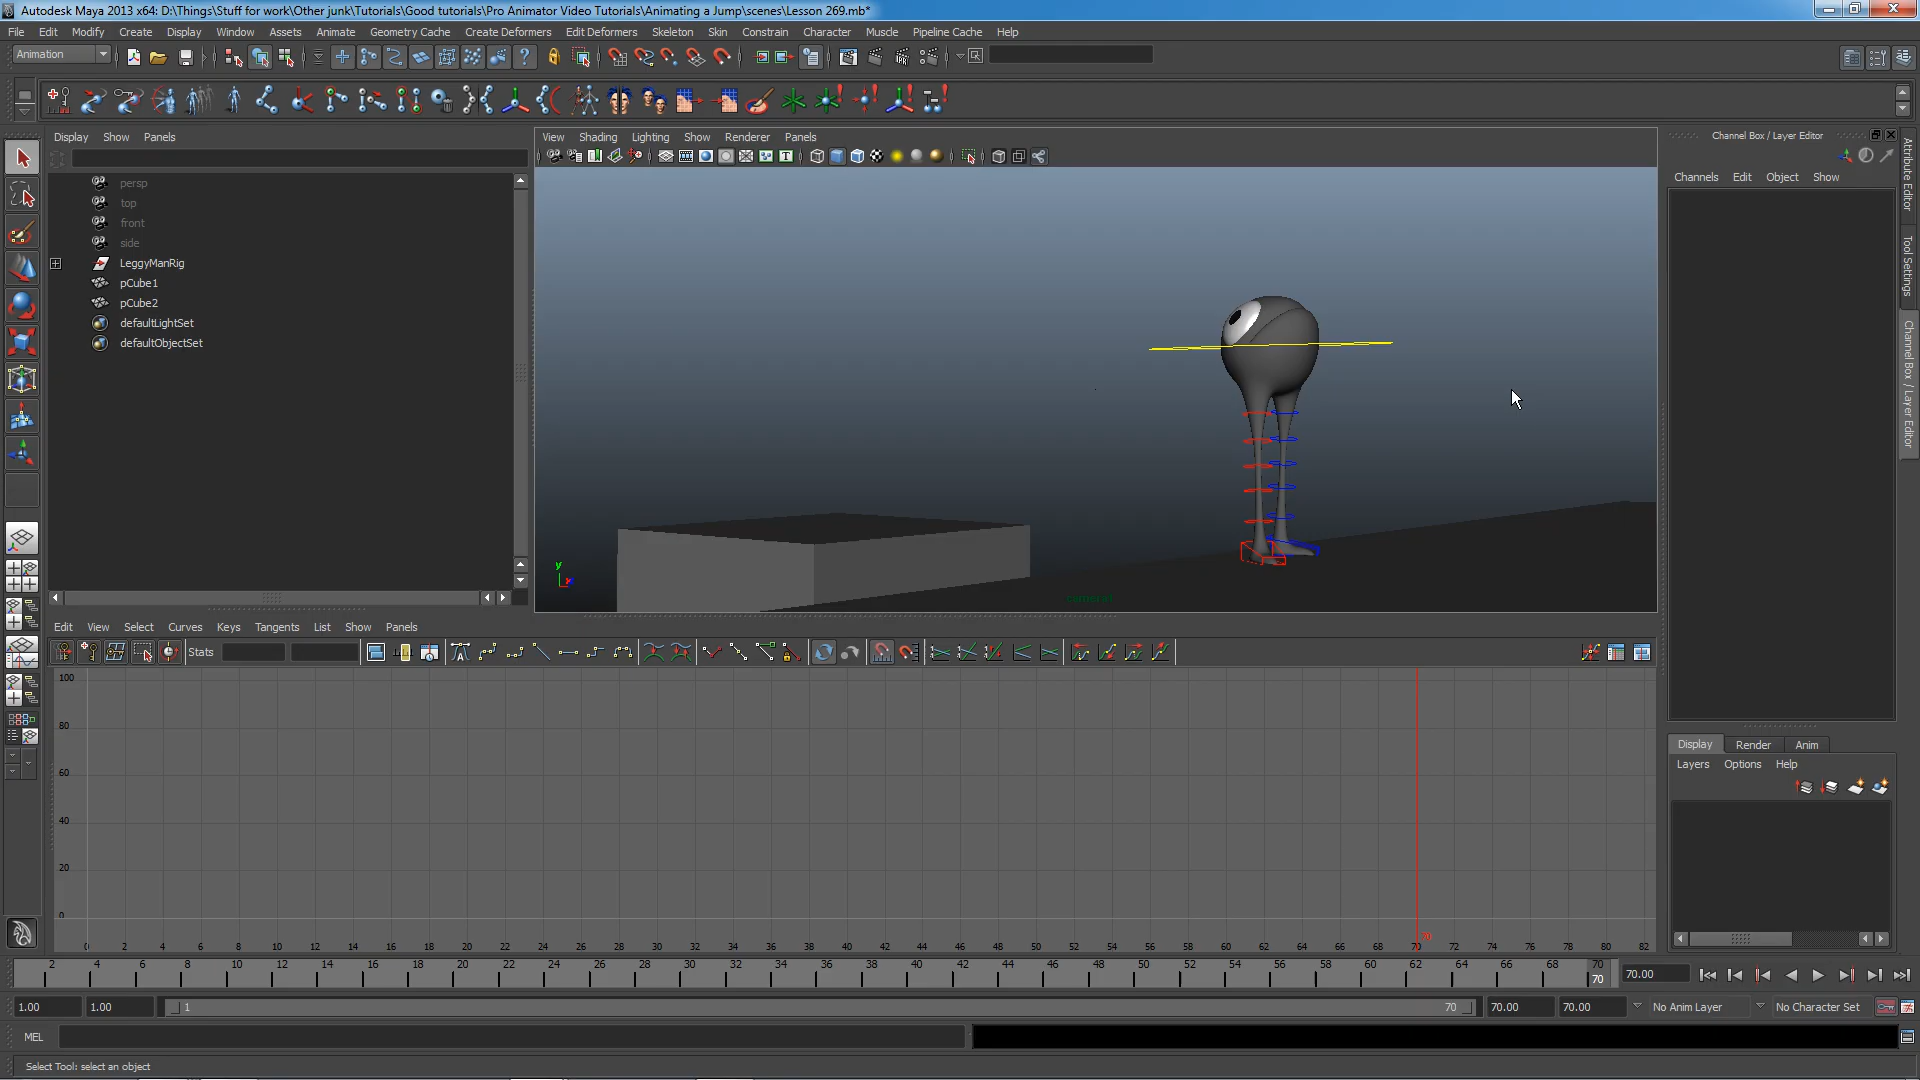 Autodesk Maya 2013 x64: D:\Things\Stuff for work\Other junk\Tutorials\Good tutorials\Pro Animator Video Tutorials\Animating a Jump\scenes\Lesson 269.mb*
File Edit Modify Create Display Window Assets Animate Geometry Cache Create Deformers Edit Deformers Skeleton Skin Constrain Character Muscle Pipeline Cache Help
Animation
Display Show Panels
View Shading Lighting Show Renderer Panels
Channel Box / Layer Editor
Channels Edit Object Show
persp
top
front
side
LeggyManRig
pCube1
pCube2
defaultLightSet
defaultObjectSet
Attribute Editor
Tool Settings
Channel Box / Layer Editor
y
Edit View Select Curves Keys Tangents List Show Panels
Stats
100
80
60
40
20
0
0 2 4 6 8 10 12 14 16 18 20 22 24 26 28 30 32 34 36 38 40 42 44 46 48 50 52 54 56 58 60 62 64 66 68 70 72 74 76 78 80 82
70
Display Render Anim
Layers Options Help
2 4 6 8 10 12 14 16 18 20 22 24 26 28 30 32 34 36 38 40 42 44 46 48 50 52 54 56 58 60 62 64 66 68 70
70
70.00
1.00 1.00 1 70 70.00 70.00 No Anim Layer No Character Set
MEL
Select Tool: select an object